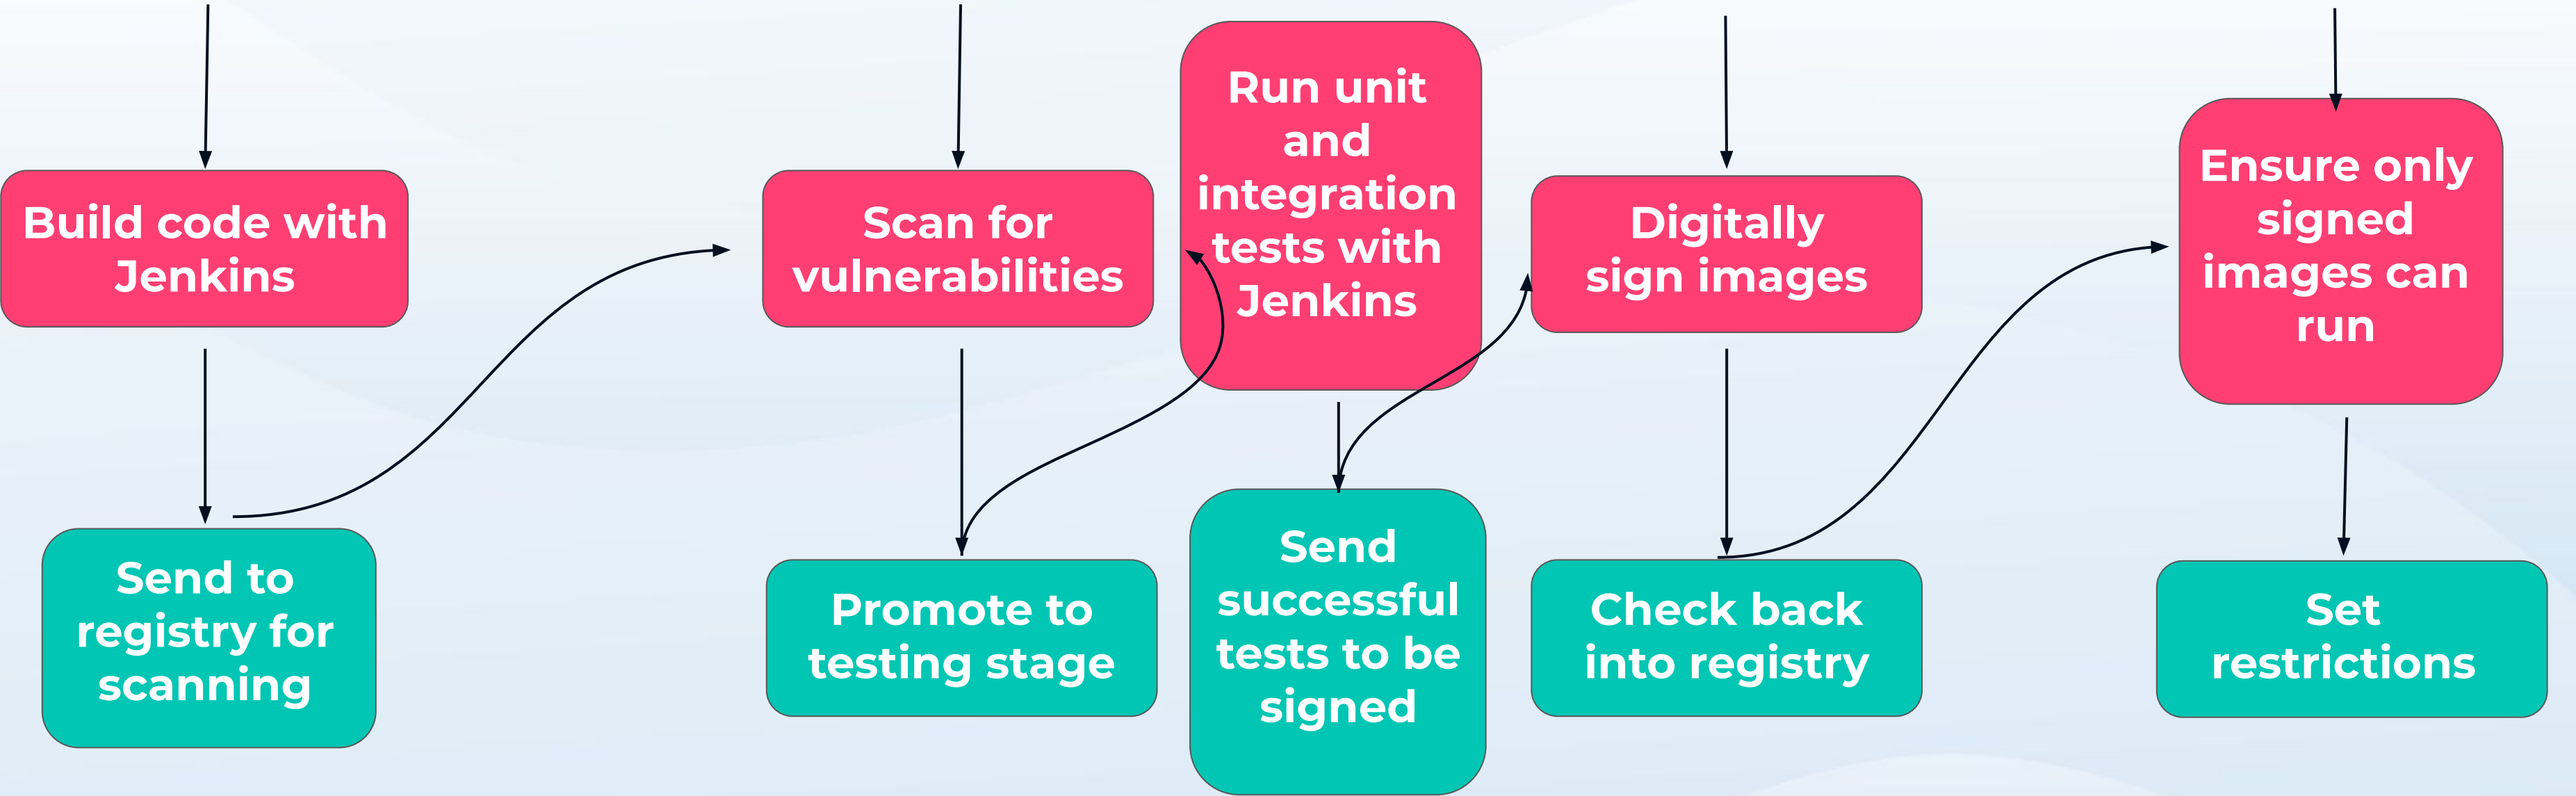 Build code with
Jenkins
Send to
registry for
scanning
Scan for
vulnerabilities
Promote to
testing stage
Run unit
and
integration
tests with
Jenkins
Send
successful
tests to be
signed
Digitally
sign images
Check back
into registry
Ensure only
signed
images can
run
Set
restrictions